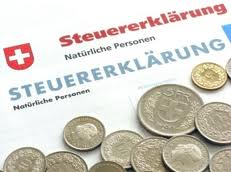 Steuererklärung
Natürliche Personen
STEUERERKLÄRUNG
Natürliche Personen